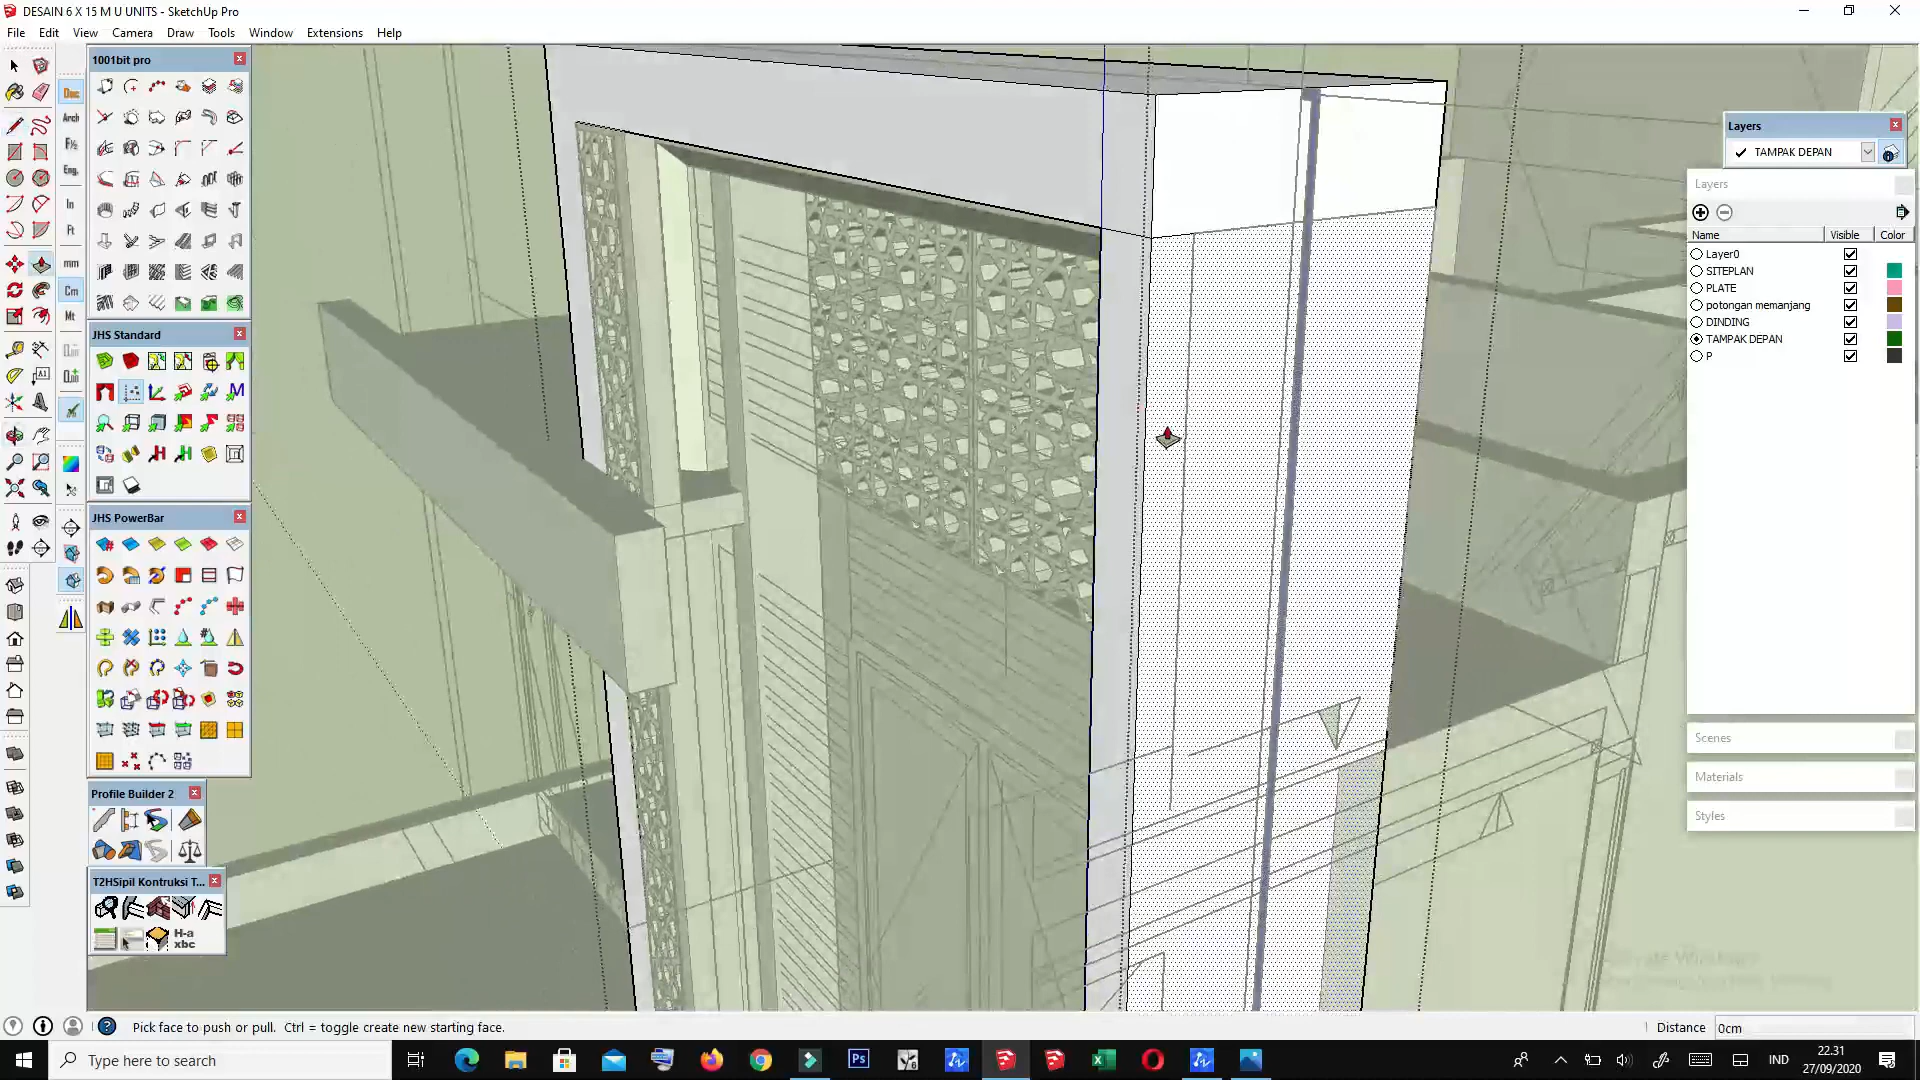 DESAIN 6 X 15 M U UNITS - SketchUp Pro
File Edit View Camera Draw Tools Window Extensions Help
1001bit pro
Arch
Eng.
In
Ft
mm
Cm
Mt
JHS Standard
JHS PowerBar
Profile Builder 2
T2HSipil Kontruksi T...
H-a
xbc
Layers
TAMPAK DEPAN
Layers
Name Visible Color
Layer0
SITEPLAN
PLATE
potongan memanjang
DINDING
TAMPAK DEPAN
P
Scenes
Materials
Styles
Pick face to push or pull. Ctrl = toggle create new starting face.
Distance 0cm
Type here to search
Ps
IND
22.31
27/09/2020